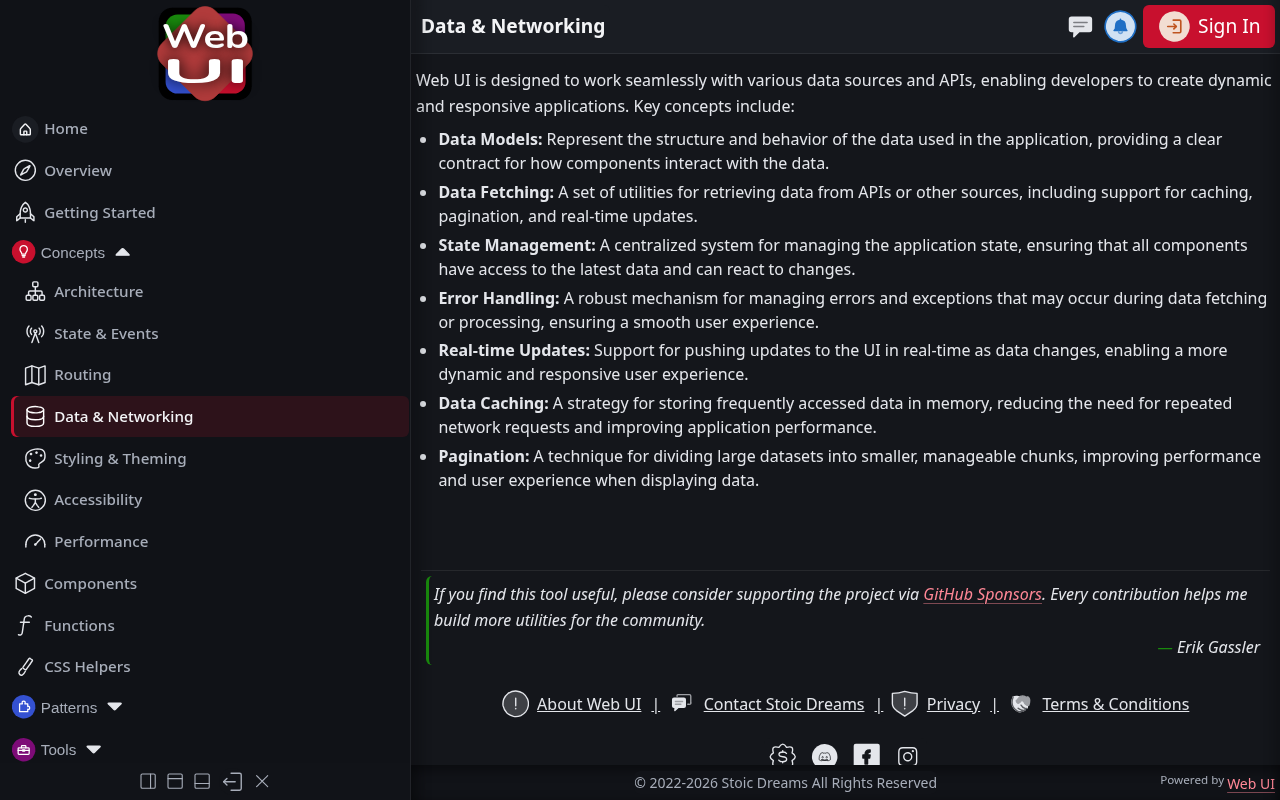 Web
UI
Home
Overview
Getting Started
Concepts
Architecture
State & Events
Routing
Data & Networking
Styling & Theming
Accessibility
Performance
Components
Functions
CSS Helpers
Patterns
Tools
Data & Networking
Sign In
Web UI is designed to work seamlessly with various data sources and APIs, enabling developers to create dynamic
and responsive applications. Key concepts include:
Data Models: Represent the structure and behavior of the data used in the application, providing a clear
contract for how components interact with the data.
Data Fetching: A set of utilities for retrieving data from APIs or other sources, including support for caching,
pagination, and real-time updates.
State Management: A centralized system for managing the application state, ensuring that all components
have access to the latest data and can react to changes.
Error Handling: A robust mechanism for managing errors and exceptions that may occur during data fetching
or processing, ensuring a smooth user experience.
Real-time Updates: Support for pushing updates to the UI in real-time as data changes, enabling a more
dynamic and responsive user experience.
Data Caching: A strategy for storing frequently accessed data in memory, reducing the need for repeated
network requests and improving application performance.
Pagination: A technique for dividing large datasets into smaller, manageable chunks, improving performance
and user experience when displaying data.
If you find this tool useful, please consider supporting the project via GitHub Sponsors. Every contribution helps me
build more utilities for the community.
— Erik Gassler
About Web UI | Contact Stoic Dreams | Privacy | Terms & Conditions
© 2022-2026 Stoic Dreams All Rights Reserved
Powered by Web UI